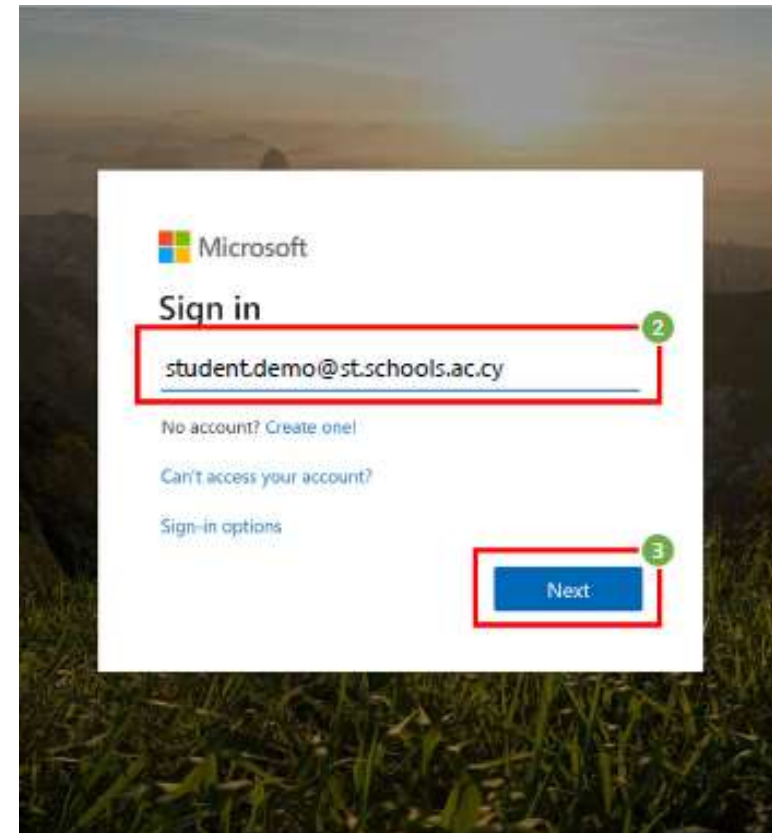 Microsoft
Sign in
2
student.demo@st.schools.ac.cy
No account? Create one!
Can't access your account?
Sign-in options
3
Next